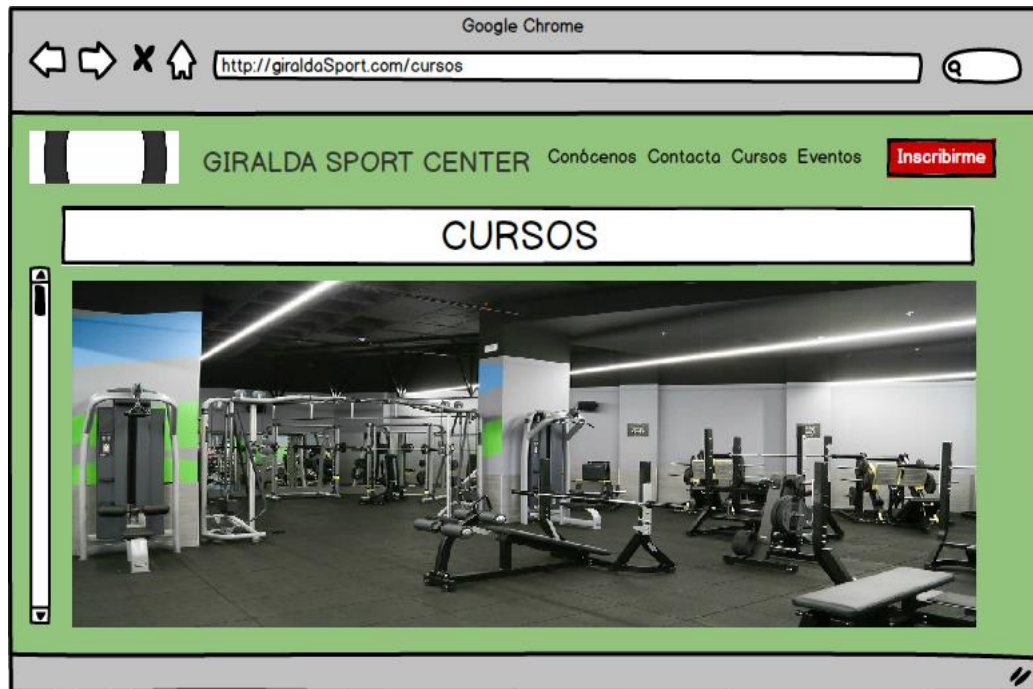 Google Chrome
http://giraldaSport.com/cursos
GIRALDA SPORT CENTER Conócenos Contacta Cursos Eventos Inscribirme
CURSOS